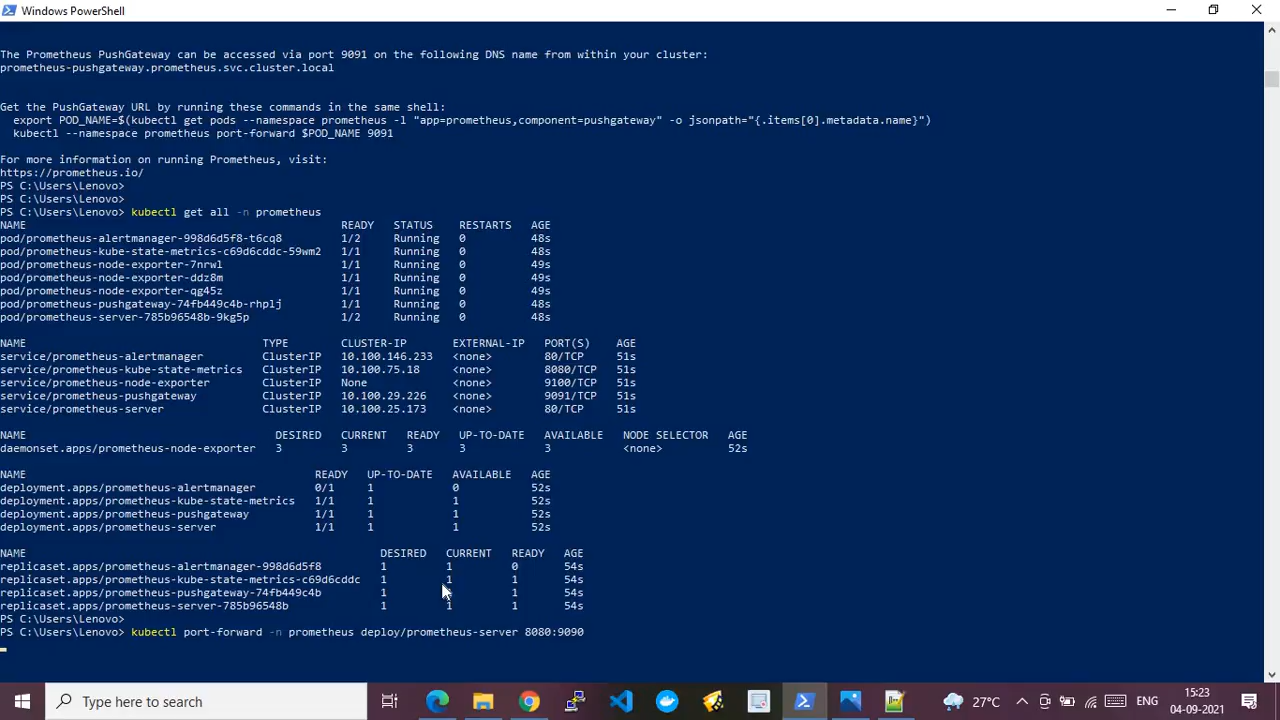 Windows PowerShell
The Prometheus PushGateway can be accessed via port 9091 on the following DNS name from within your cluster:
prometheus-pushgateway.prometheus.svc.cluster.local
Get the PushGateway URL by running these commands in the same shell:
export POD_NAME=$(kubectl get pods --namespace prometheus -l "app=prometheus,component=pushgateway" -o jsonpath="{.items[0].metadata.name}")
kubectl --namespace prometheus port-forward $POD_NAME 9091
For more information on running Prometheus, visit:
https://prometheus.io/
PS C:\Users\Lenovo>
PS C:\Users\Lenovo>
PS C:\Users\Lenovo> kubectl get all -n prometheus
NAME READY STATUS RESTARTS AGE
pod/prometheus-alertmanager-998d6d5f8-t6cq8 1/2 Running 0 48s
pod/prometheus-kube-state-metrics-c69d6cddc-59wm2 1/1 Running 0 48s
pod/prometheus-node-exporter-7nrwl 1/1 Running 0 49s
pod/prometheus-node-exporter-ddz8m 1/1 Running 0 49s
pod/prometheus-node-exporter-qg45z 1/1 Running 0 49s
pod/prometheus-pushgateway-74fb449c4b-rhplj 1/1 Running 0 48s
pod/prometheus-server-785b96548b-9kg5p 1/2 Running 0 48s
NAME TYPE CLUSTER-IP EXTERNAL-IP PORT(S) AGE
service/prometheus-alertmanager ClusterIP 10.100.146.233 <none> 80/TCP 51s
service/prometheus-kube-state-metrics ClusterIP 10.100.75.18 <none> 8080/TCP 51s
service/prometheus-node-exporter ClusterIP None <none> 9100/TCP 51s
service/prometheus-pushgateway ClusterIP 10.100.29.226 <none> 9091/TCP 51s
service/prometheus-server ClusterIP 10.100.25.173 <none> 80/TCP 51s
NAME DESIRED CURRENT READY UP-TO-DATE AVAILABLE NODE SELECTOR AGE
daemonset.apps/prometheus-node-exporter 3 3 3 3 3 <none> 52s
NAME READY UP-TO-DATE AVAILABLE AGE
deployment.apps/prometheus-alertmanager 0/1 1 0 52s
deployment.apps/prometheus-kube-state-metrics 1/1 1 1 52s
deployment.apps/prometheus-pushgateway 1/1 1 1 52s
deployment.apps/prometheus-server 1/1 1 1 52s
NAME DESIRED CURRENT READY AGE
replicaset.apps/prometheus-alertmanager-998d6d5f8 1 1 0 54s
replicaset.apps/prometheus-kube-state-metrics-c69d6cddc 1 1 1 54s
replicaset.apps/prometheus-pushgateway-74fb449c4b 1 1 54s
replicaset.apps/prometheus-server-785b96548b 1 1 1 54s
PS C:\Users\Lenovo>
PS C:\Users\Lenovo> kubectl port-forward -n prometheus deploy/prometheus-server 8080:9090
Type here to search
27°C
ENG
15:23
04-09-2021